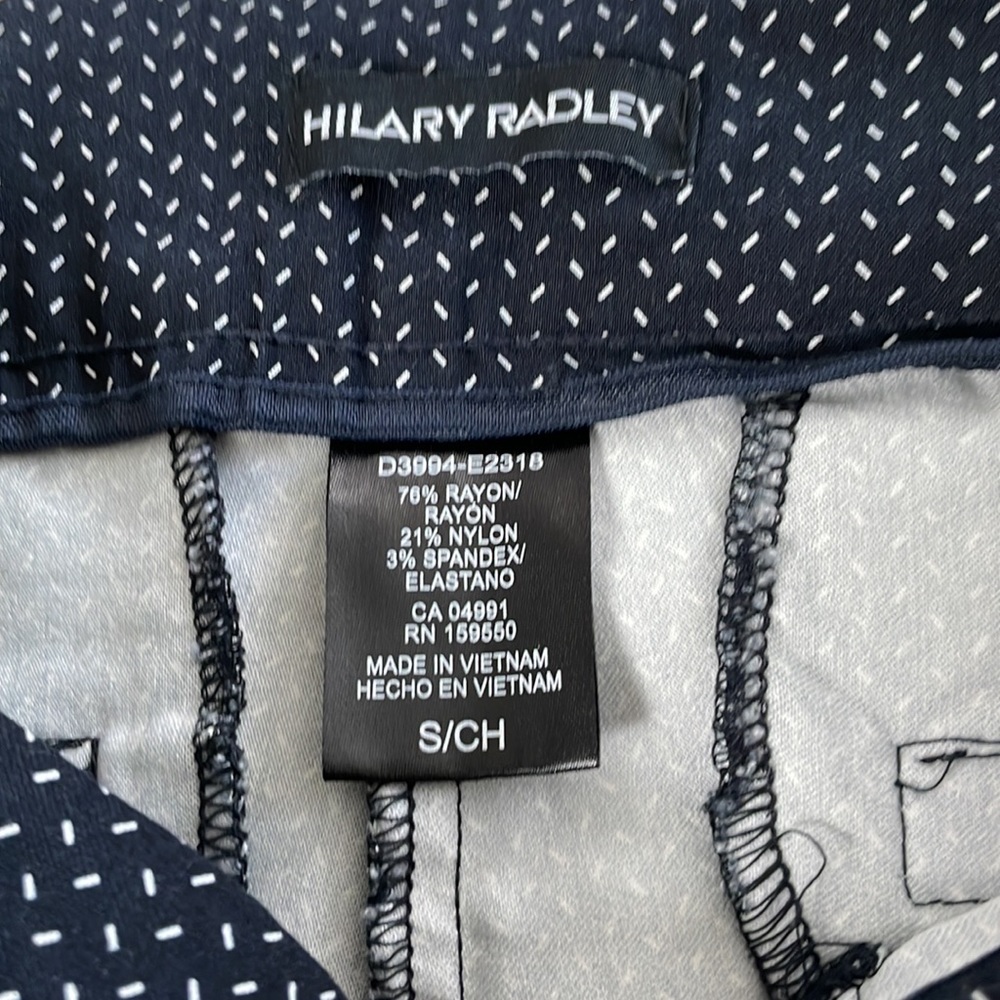 HILARY RADLEY
D3994-E2318
76% RAYON/
RAYÓN
21% NYLON
3% SPANDEX/
ELASTANO
CA 04991
RN 159550
MADE IN VIETNAM
HECHO EN VIETNAM
S/CH